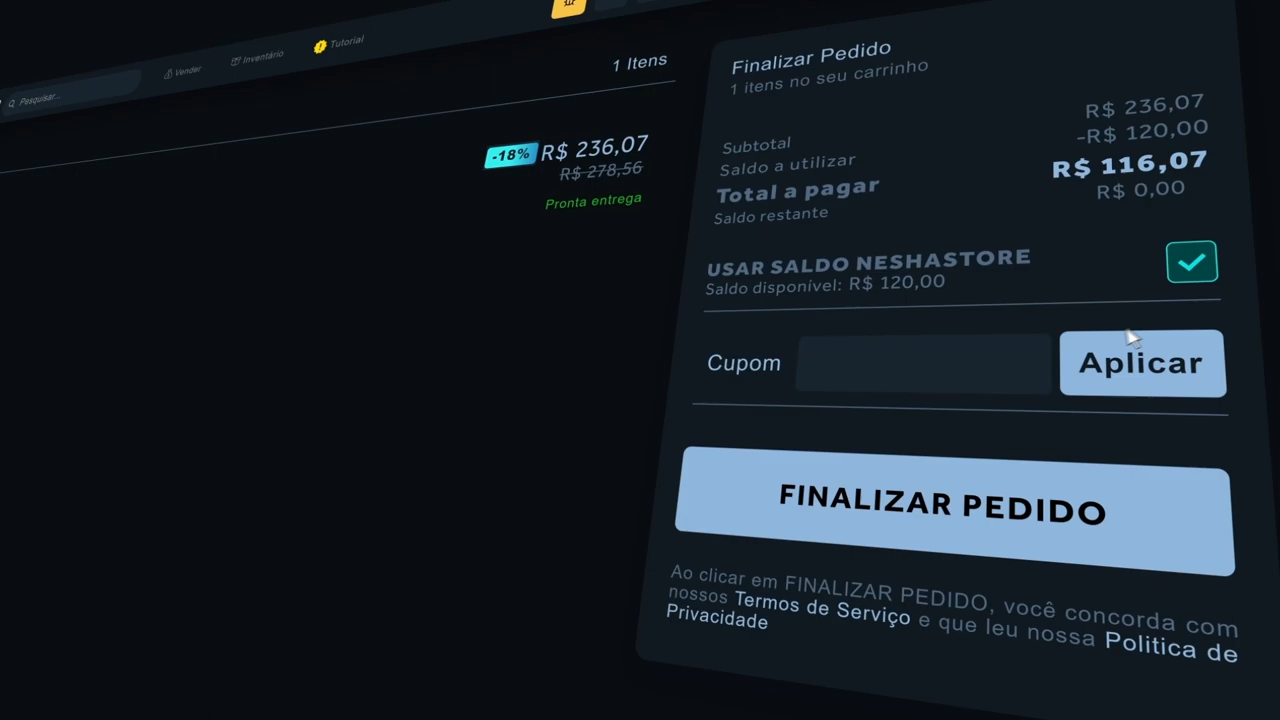 Pesquisar...
Vender
Inventário
Tutorial
1 Itens
-18% R$ 236,07
R$ 278,56
Pronta entrega
Finalizar Pedido
1 itens no seu carrinho
Subtotal R$ 236,07
Saldo a utilizar -R$ 120,00
Total a pagar R$ 116,07
Saldo restante R$ 0,00
USAR SALDO NESHASTORE
Saldo disponível: R$ 120,00
Cupom
Aplicar
FINALIZAR PEDIDO
Ao clicar em FINALIZAR PEDIDO, você concorda com
nossos Termos de Serviço e que leu nossa Politica de
Privacidade